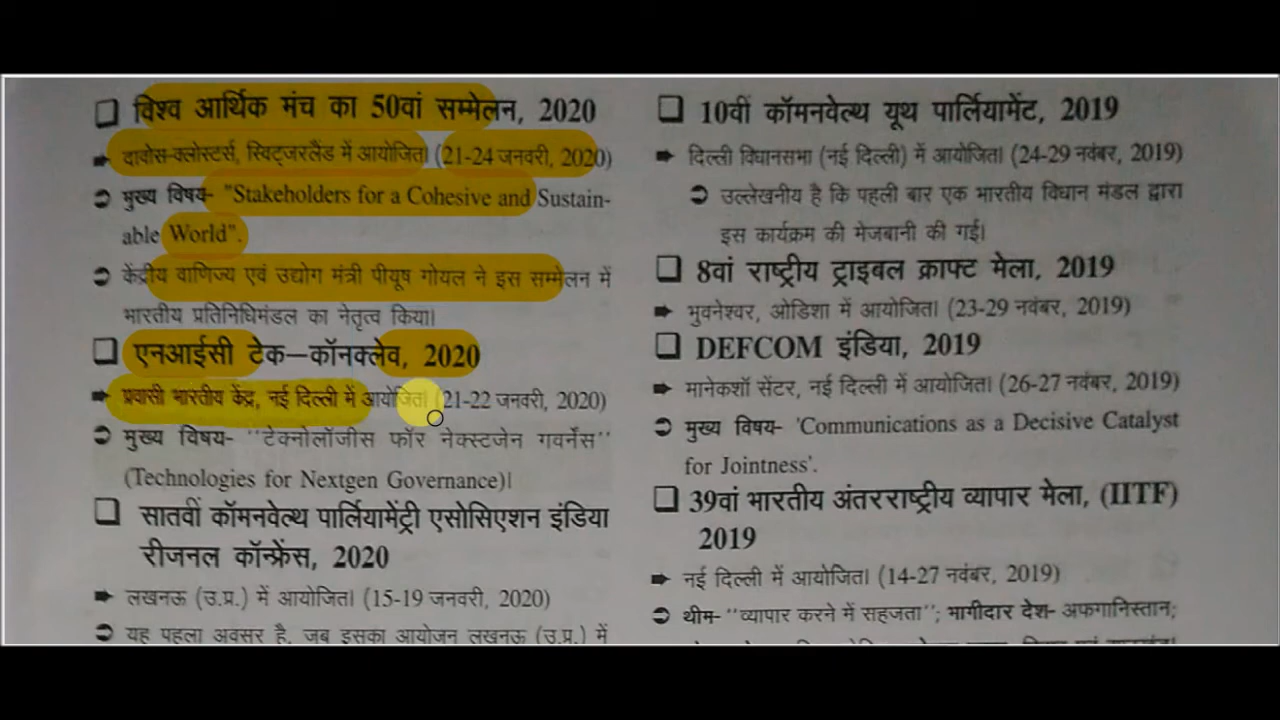 ❑ विश्व आर्थिक मंच का 50वां सम्मेलन, 2020
➨ दावोस-क्लोस्टर्स, स्विट्जरलैंड में आयोजित। (21-24 जनवरी, 2020)
➲ मुख्य विषय- "Stakeholders for a Cohesive and Sustain-
able World".
➲ केंद्रीय वाणिज्य एवं उद्योग मंत्री पीयूष गोयल ने इस सम्मेलन में
भारतीय प्रतिनिधिमंडल का नेतृत्व किया।
❑ एनआईसी टेक–कॉनक्लेव, 2020
➨ प्रवासी भारतीय केंद्र, नई दिल्ली में आयोजित। (21-22 जनवरी, 2020)
➲ मुख्य विषय- ''टेक्नोलॉजीस फॉर नेक्स्टजेन गवर्नेंस''
(Technologies for Nextgen Governance)।
❑ सातवीं कॉमनवेल्थ पार्लियामेंट्री एसोसिएशन इंडिया
रीजनल कॉन्फ्रेंस, 2020
➨ लखनऊ (उ.प्र.) में आयोजित। (15-19 जनवरी, 2020)
➲ यह पहला अवसर है, जब इसका आयोजन लखनऊ (उ.प्र.) में
❑ 10वीं कॉमनवेल्थ यूथ पार्लियामेंट, 2019
➨ दिल्ली विधानसभा (नई दिल्ली) में आयोजित। (24-29 नवंबर, 2019)
➲ उल्लेखनीय है कि पहली बार एक भारतीय विधान मंडल द्वारा
इस कार्यक्रम की मेजबानी की गई।
❑ 8वां राष्ट्रीय ट्राइबल क्राफ्ट मेला, 2019
➨ भुवनेश्वर, ओडिशा में आयोजित। (23-29 नवंबर, 2019)
❑ DEFCOM इंडिया, 2019
➨ मानेकशॉ सेंटर, नई दिल्ली में आयोजित। (26-27 नवंबर, 2019)
➲ मुख्य विषय- 'Communications as a Decisive Catalyst
for Jointness'.
❑ 39वां भारतीय अंतरराष्ट्रीय व्यापार मेला, (IITF)
2019
➨ नई दिल्ली में आयोजित। (14-27 नवंबर, 2019)
➲ थीम- ''व्यापार करने में सहजता''; भागीदार देश- अफगानिस्तान;